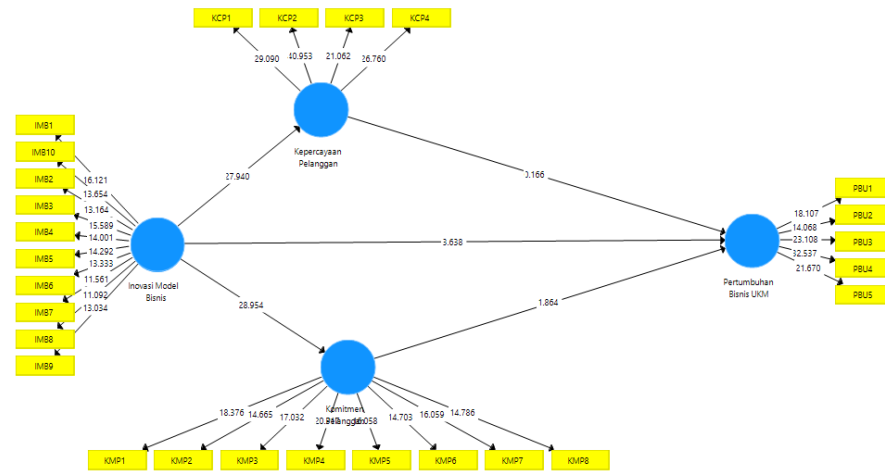 KCP1
KCP2
KCP3
KCP4
29.090
40.953
21.062
26.760
Kepercayaan
Pelanggan
IMB1
IMB10
IMB2
IMB3
IMB4
IMB5
IMB6
IMB7
IMB8
IMB9
16.121
13.654
13.164
15.589
14.001
14.292
13.333
11.561
11.092
13.034
Inovasi Model
Bisnis
27.940
0.166
3.638
28.954
1.864
Pertumbuhan
Bisnis UKM
18.107
14.068
23.108
32.537
21.670
PBU1
PBU2
PBU3
PBU4
PBU5
Komitmen
Pelanggan
18.376
14.665
17.032
14.703
16.059
14.786
KMP1
KMP2
KMP3
KMP4
KMP5
KMP6
KMP7
KMP8